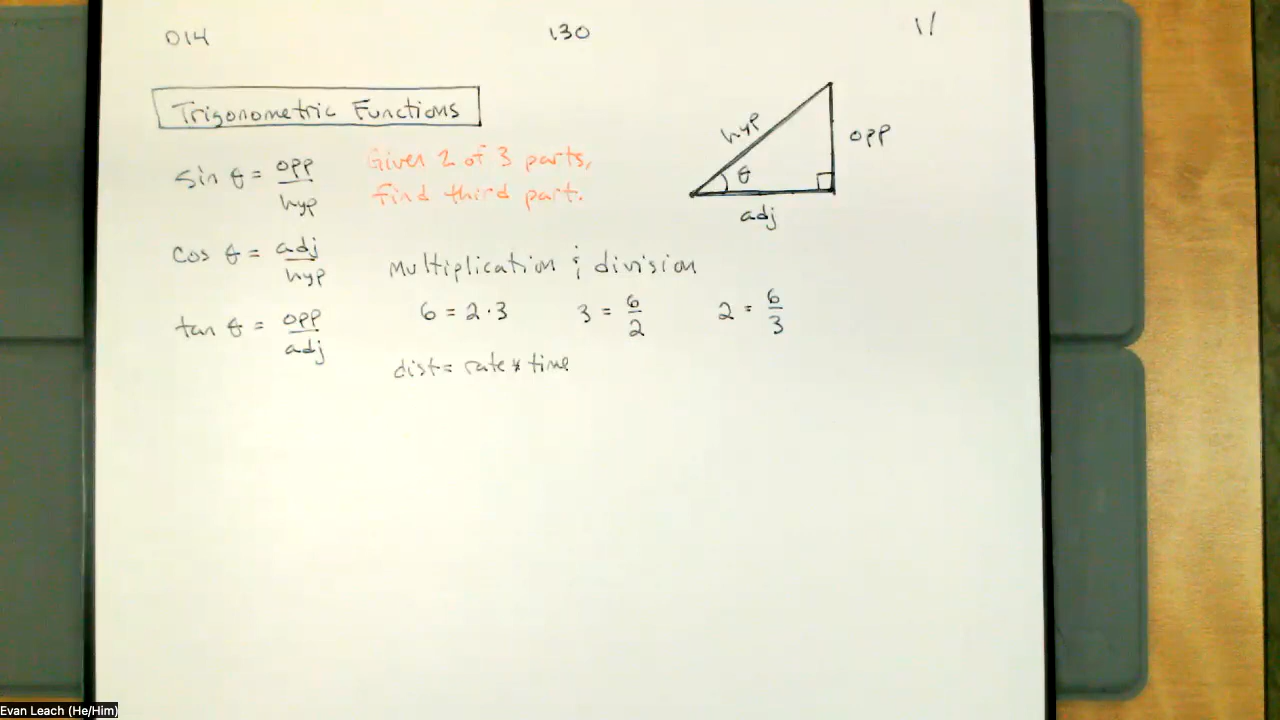 D14 130 1/
Trigonometric Functions
sin θ = opp/hyp
Given 2 of 3 parts,
find third part.
hyp
opp
θ
adj
cos θ = adj/hyp
Multiplication & division
6 = 2·3 3 = 6/2 2 = 6/3
tan θ = opp/adj
dist = rate * time
Evan Leach (He/Him)